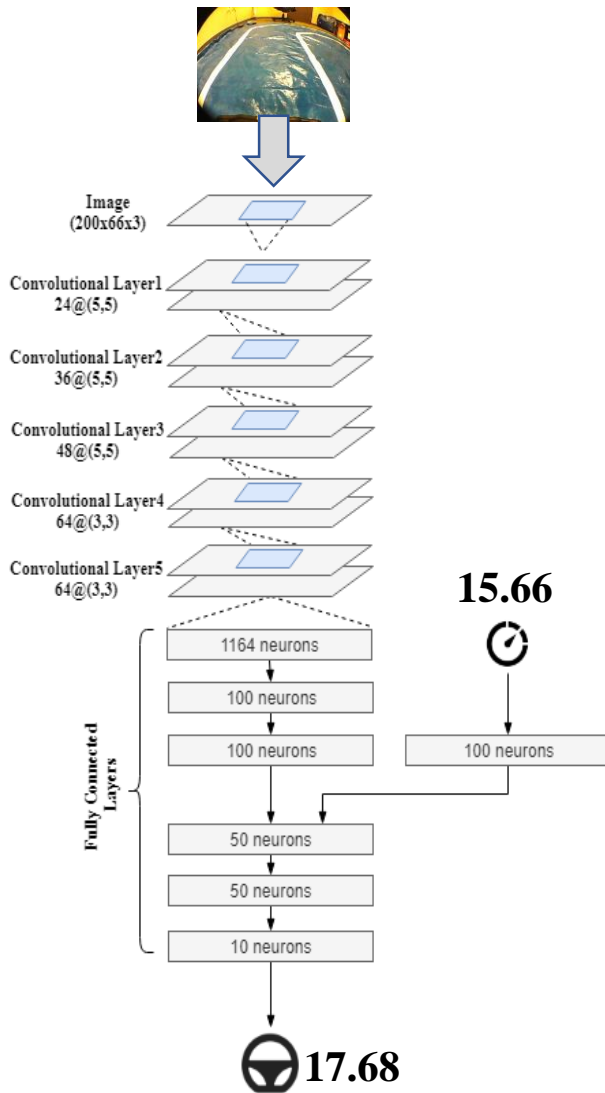 Image
(200x66x3)
Convolutional Layer1
24@(5,5)
Convolutional Layer2
36@(5,5)
Convolutional Layer3
48@(5,5)
Convolutional Layer4
64@(3,3)
Convolutional Layer5
64@(3,3)
15.66
1164 neurons
100 neurons
100 neurons
100 neurons
Fully Connected
Layers
50 neurons
50 neurons
10 neurons
17.68